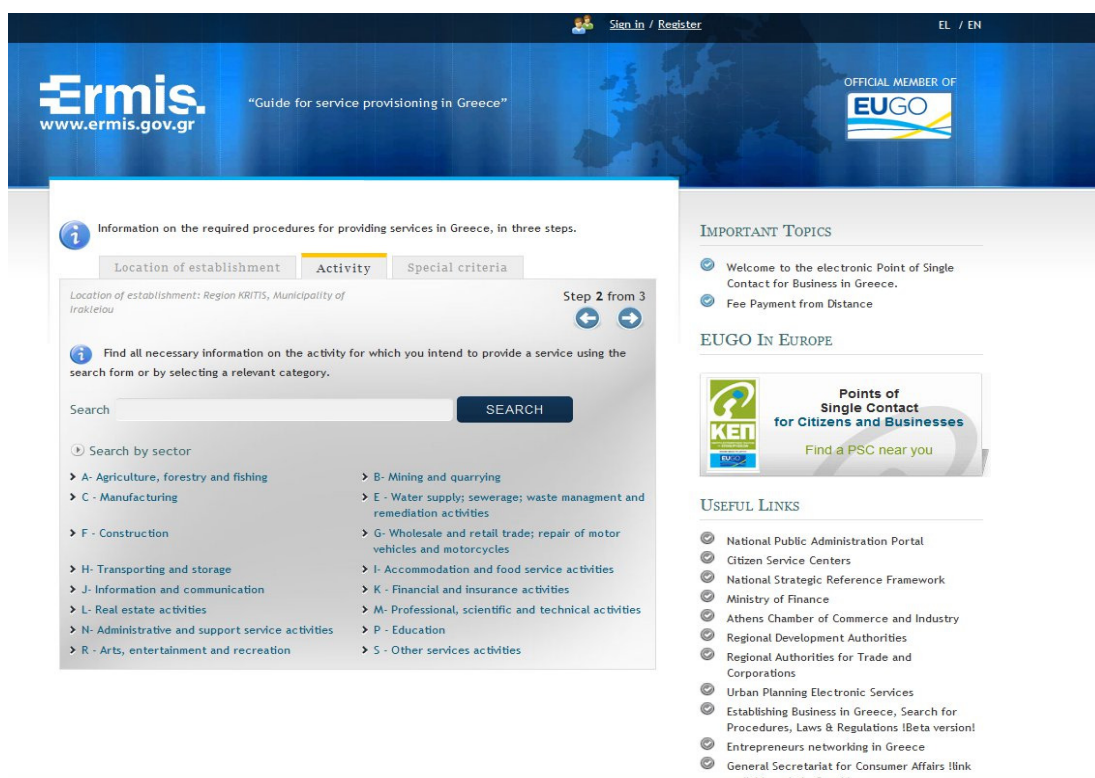 Sign in / Register
EL / EN
Ermis.
www.ermis.gov.gr
“Guide for service provisioning in Greece”
OFFICIAL MEMBER OF
EUGO
Information on the required procedures for providing services in Greece, in three steps.
Location of establishment
Activity
Special criteria
Location of establishment: Region KRITIS, Municipality of
Irakleiou
Step 2 from 3
Find all necessary information on the activity for which you intend to provide a service using the
search form or by selecting a relevant category.
Search
SEARCH
Search by sector
A- Agriculture, forestry and fishing
B- Mining and quarrying
C - Manufacturing
E - Water supply; sewerage; waste managment and
remediation activities
F - Construction
G- Wholesale and retail trade; repair of motor
vehicles and motorcycles
H- Transporting and storage
I- Accommodation and food service activities
J- Information and communication
K - Financial and insurance activities
L- Real estate activities
M- Professional, scientific and technical activities
N- Administrative and support service activities
P - Education
R - Arts, entertainment and recreation
S - Other services activities
IMPORTANT TOPICS
Welcome to the electronic Point of Single
Contact for Business in Greece.
Fee Payment from Distance
EUGO IN EUROPE
ΚΕΠ
EUGO
Points of
Single Contact
for Citizens and Businesses
Find a PSC near you
USEFUL LINKS
National Public Administration Portal
Citizen Service Centers
National Strategic Reference Framework
Ministry of Finance
Athens Chamber of Commerce and Industry
Regional Development Authorities
Regional Authorities for Trade and
Corporations
Urban Planning Electronic Services
Establishing Business in Greece, Search for
Procedures, Laws & Regulations !Beta version!
Entrepreneurs networking in Greece
General Secretariat for Consumer Affairs !link